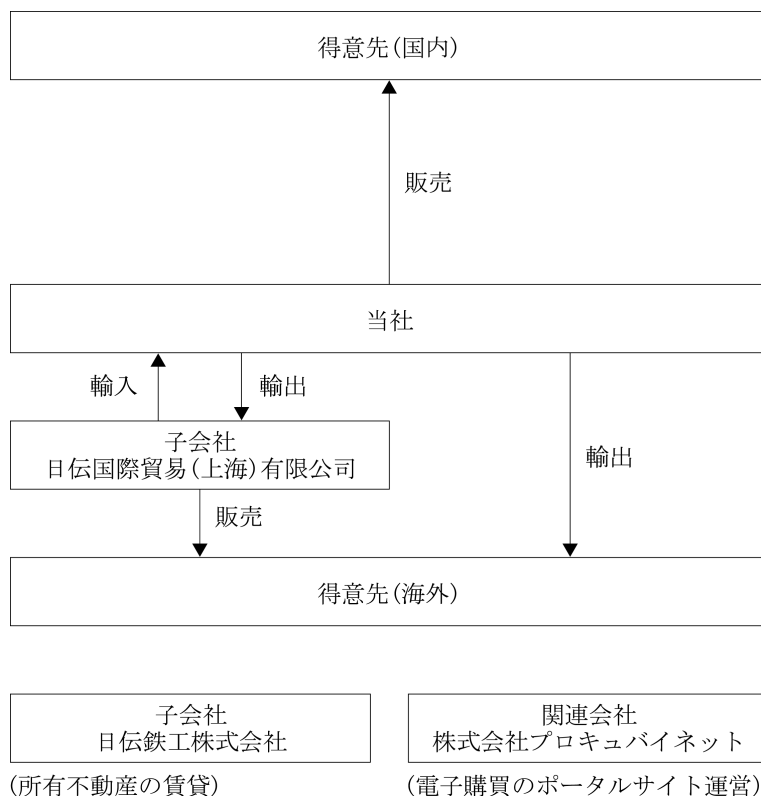 得意先(国内)
販売
当社
輸入
輸出
子会社
日伝国際貿易(上海)有限公司
輸出
販売
得意先(海外)
子会社
日伝鉄工株式会社
(所有不動産の賃貸)
関連会社
株式会社プロキュバイネット
(電子購買のポータルサイト運営)